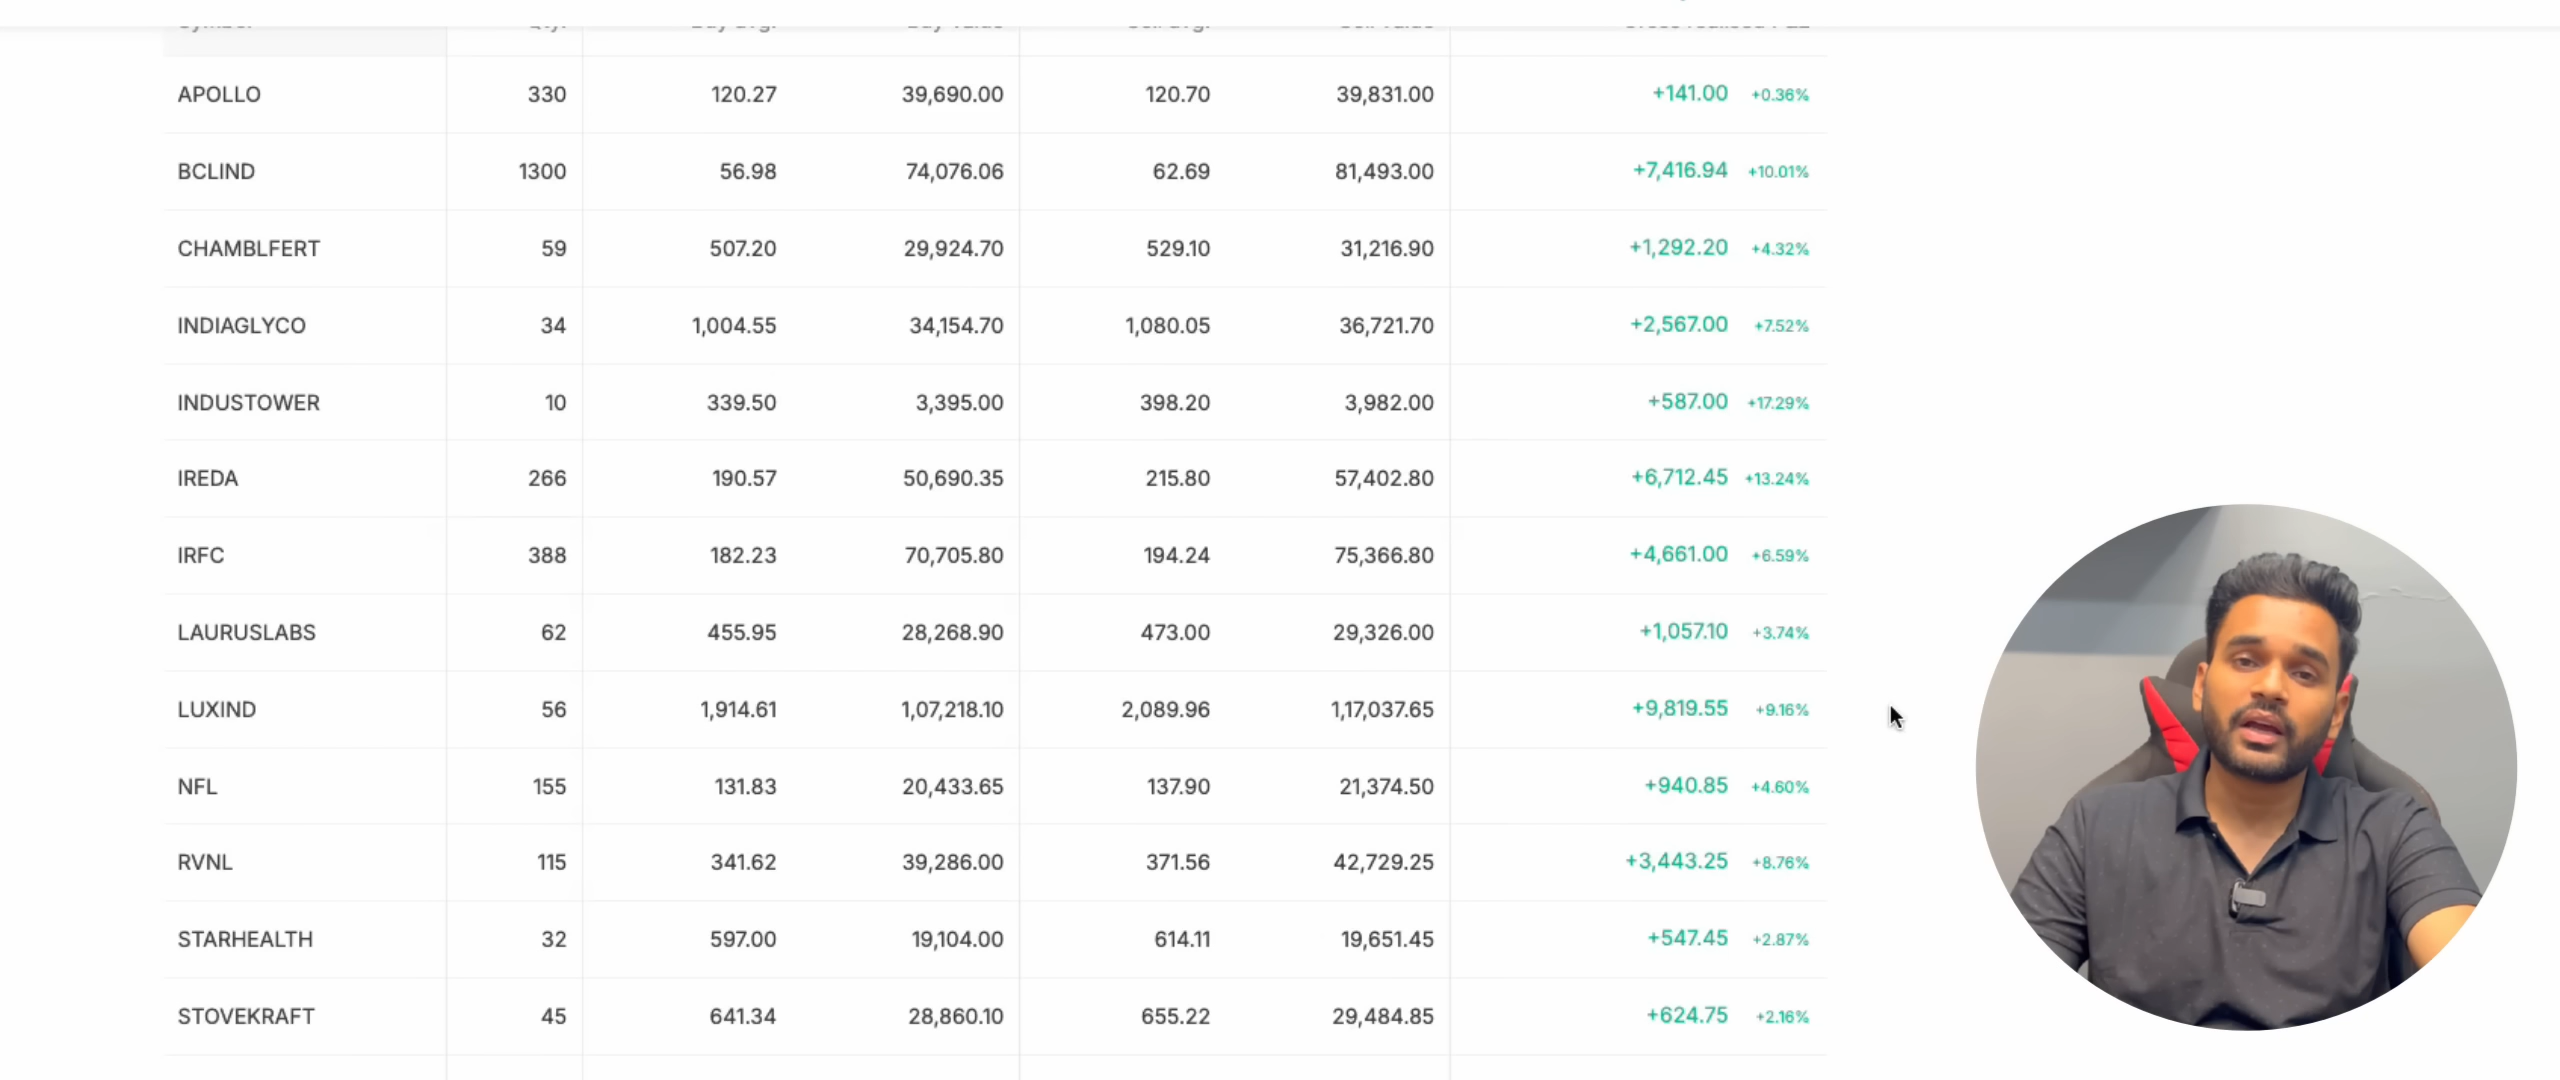 APOLLO 330 120.27 39,690.00 120.70 39,831.00 +141.00 +0.36%
BCLIND 1300 56.98 74,076.06 62.69 81,493.00 +7,416.94 +10.01%
CHAMBLFERT 59 507.20 29,924.70 529.10 31,216.90 +1,292.20 +4.32%
INDIAGLYCO 34 1,004.55 34,154.70 1,080.05 36,721.70 +2,567.00 +7.52%
INDUSTOWER 10 339.50 3,395.00 398.20 3,982.00 +587.00 +17.29%
IREDA 266 190.57 50,690.35 215.80 57,402.80 +6,712.45 +13.24%
IRFC 388 182.23 70,705.80 194.24 75,366.80 +4,661.00 +6.59%
LAURUSLABS 62 455.95 28,268.90 473.00 29,326.00 +1,057.10 +3.74%
LUXIND 56 1,914.61 1,07,218.10 2,089.96 1,17,037.65 +9,819.55 +9.16%
NFL 155 131.83 20,433.65 137.90 21,374.50 +940.85 +4.60%
RVNL 115 341.62 39,286.00 371.56 42,729.25 +3,443.25 +8.76%
STARHEALTH 32 597.00 19,104.00 614.11 19,651.45 +547.45 +2.87%
STOVEKRAFT 45 641.34 28,860.10 655.22 29,484.85 +624.75 +2.16%